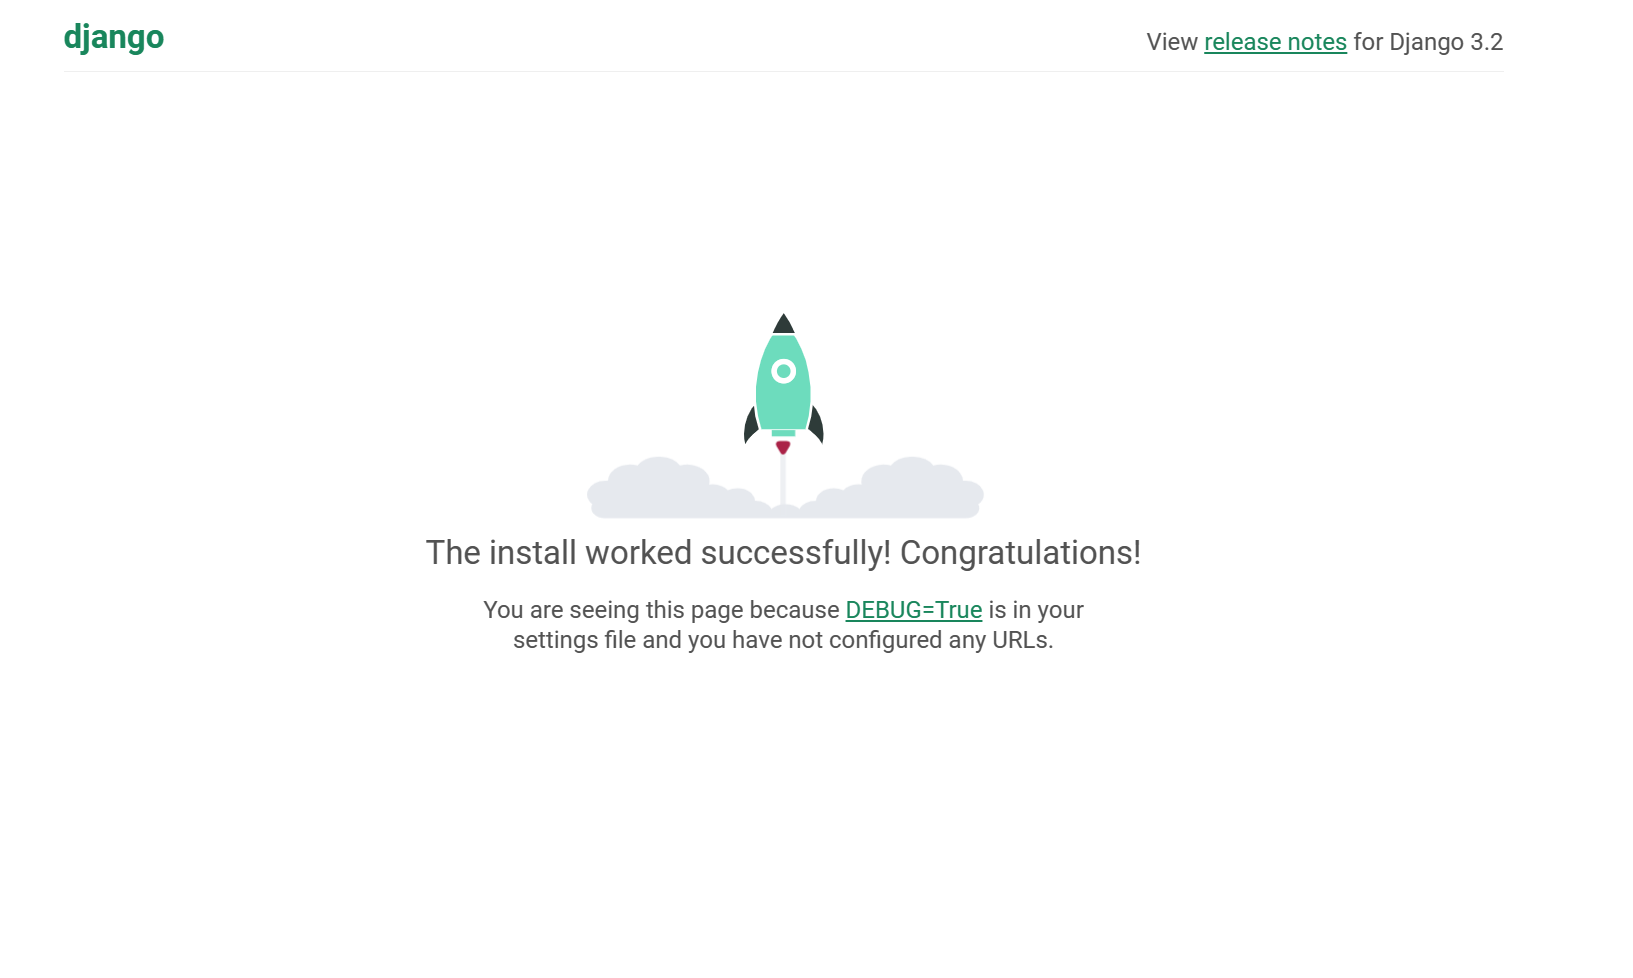 django
View release notes for Django 3.2
The install worked successfully! Congratulations!
You are seeing this page because DEBUG=True is in your
settings file and you have not configured any URLs.